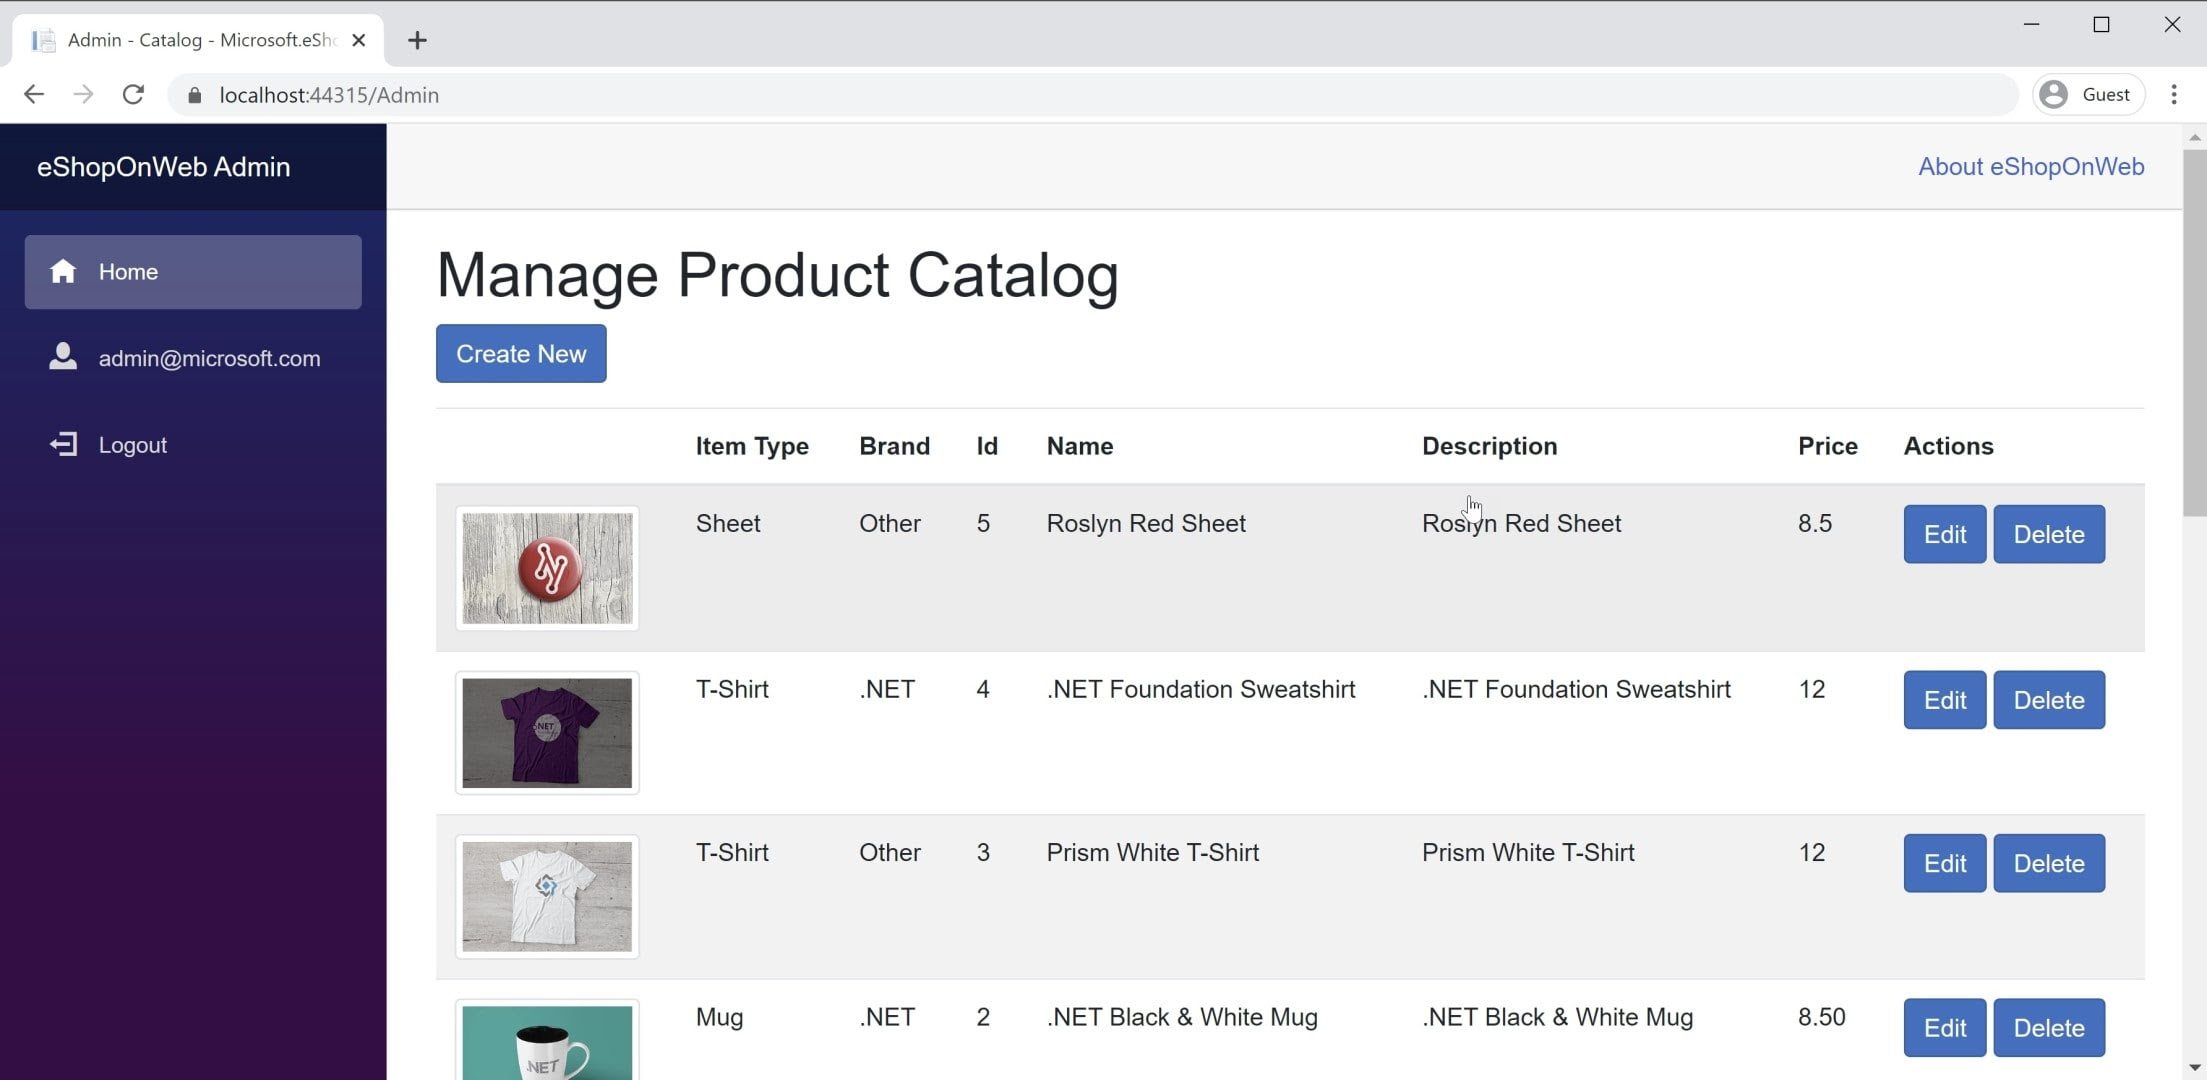 Admin - Catalog - Microsoft.eSh
localhost:44315/Admin
Guest
eShopOnWeb Admin
About eShopOnWeb
Home
admin@microsoft.com
Logout
Manage Product Catalog
Create New
Item Type Brand Id Name Description Price Actions
Sheet Other 5 Roslyn Red Sheet Roslyn Red Sheet 8.5 Edit Delete
T-Shirt .NET 4 .NET Foundation Sweatshirt .NET Foundation Sweatshirt 12 Edit Delete
.NET
T-Shirt Other 3 Prism White T-Shirt Prism White T-Shirt 12 Edit Delete
Mug .NET 2 .NET Black & White Mug .NET Black & White Mug 8.50 Edit Delete
.NET